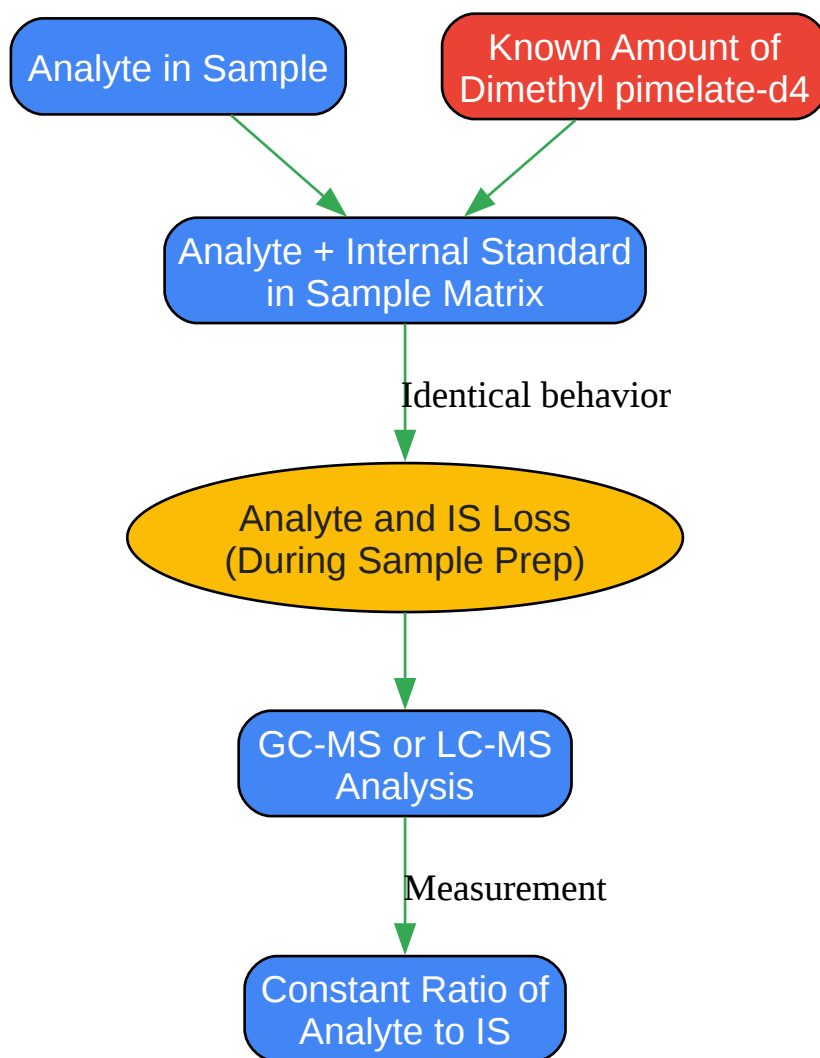 Analyte in Sample
Known Amount of
Dimethyl pimelate-d4
Analyte + Internal Standard
in Sample Matrix
Identical behavior
Analyte and IS Loss
(During Sample Prep)
GC-MS or LC-MS
Analysis
Measurement
Constant Ratio of
Analyte to IS